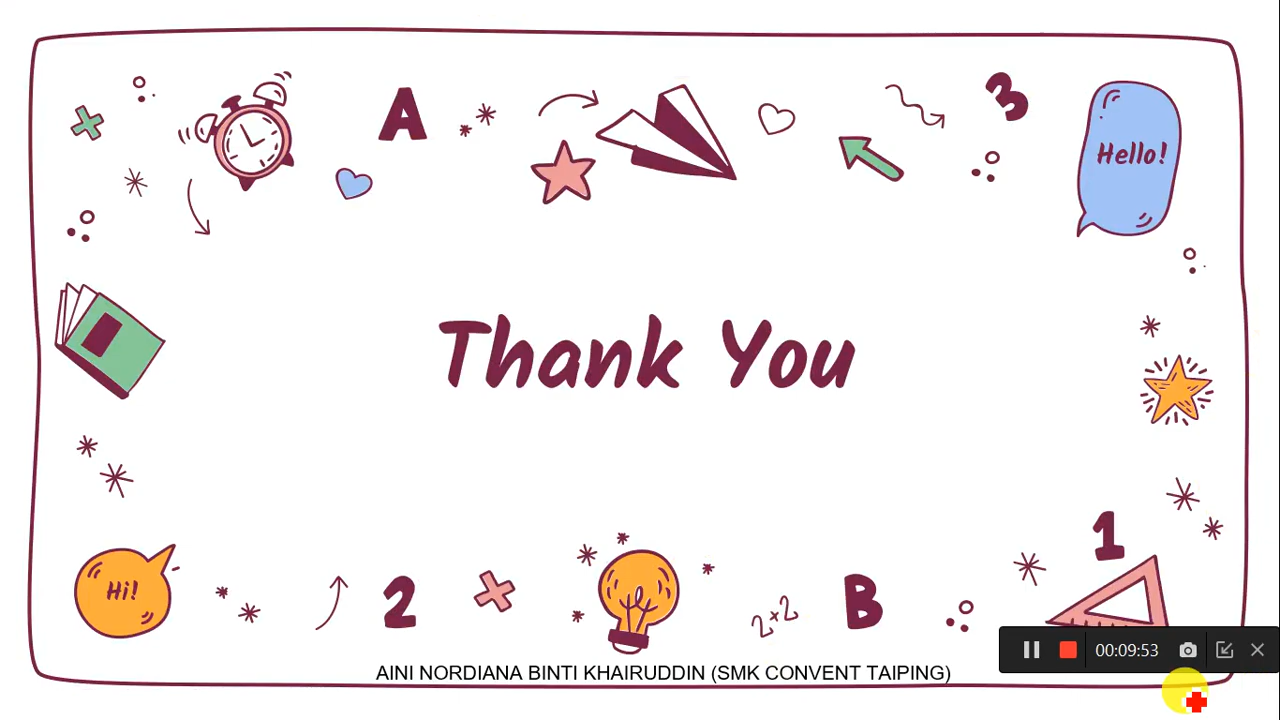 A
3
Hello!
Thank You
1
Hi!
2
2×2
B
00:09:53
AINI NORDIANA BINTI KHAIRUDDIN (SMK CONVENT TAIPING)